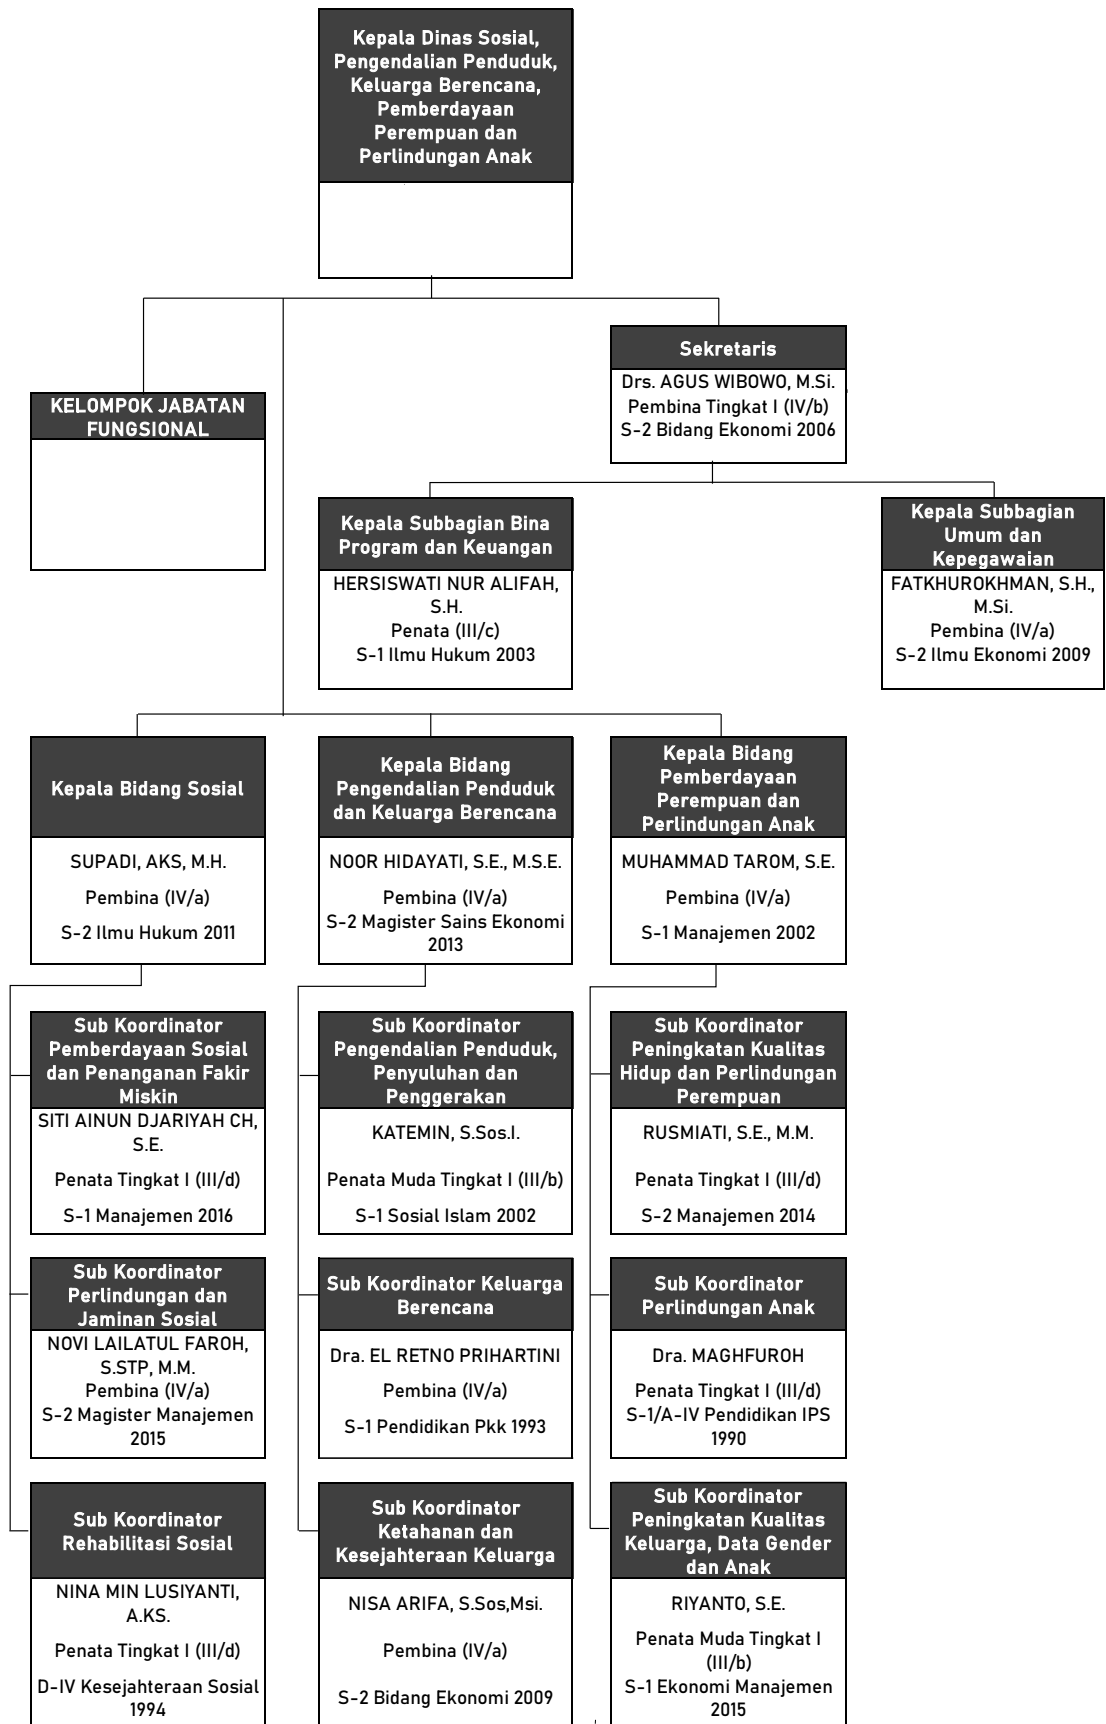 Kepala Dinas Sosial,
Pengendalian Penduduk,
Keluarga Berencana,
Pemberdayaan
Perempuan dan
Perlindungan Anak
Sekretaris
Drs. AGUS WIBOWO, M.Si.
Pembina Tingkat I (IV/b)
S-2 Bidang Ekonomi 2006
KELOMPOK JABATAN
FUNGSIONAL
Kepala Subbagian Bina
Program dan Keuangan
HERSISWATI NUR ALIFAH,
S.H.
Penata (III/c)
S-1 Ilmu Hukum 2003
Kepala Subbagian
Umum dan
Kepegawaian
FATKHUROKHMAN, S.H.,
M.Si.
Pembina (IV/a)
S-2 Ilmu Ekonomi 2009
Kepala Bidang Sosial
SUPADI, AKS, M.H.
Pembina (IV/a)
S-2 Ilmu Hukum 2011
Kepala Bidang
Pengendalian Penduduk
dan Keluarga Berencana
NOOR HIDAYATI, S.E., M.S.E.
Pembina (IV/a)
S-2 Magister Sains Ekonomi
2013
Kepala Bidang
Pemberdayaan
Perempuan dan
Perlindungan Anak
MUHAMMAD TAROM, S.E.
Pembina (IV/a)
S-1 Manajemen 2002
Sub Koordinator
Pemberdayaan Sosial
dan Penanganan Fakir
Miskin
SITI AINUN DJARIYAH CH,
S.E.
Penata Tingkat I (III/d)
S-1 Manajemen 2016
Sub Koordinator
Pengendalian Penduduk,
Penyuluhan dan
Penggerakan
KATEMIN, S.Sos.I.
Penata Muda Tingkat I (III/b)
S-1 Sosial Islam 2002
Sub Koordinator
Peningkatan Kualitas
Hidup dan Perlindungan
Perempuan
RUSMIATI, S.E., M.M.
Penata Tingkat I (III/d)
S-2 Manajemen 2014
Sub Koordinator
Perlindungan dan
Jaminan Sosial
NOVI LAILATUL FAROH,
S.STP, M.M.
Pembina (IV/a)
S-2 Magister Manajemen
2015
Sub Koordinator Keluarga
Berencana
Dra. EL RETNO PRIHARTINI
Pembina (IV/a)
S-1 Pendidikan Pkk 1993
Sub Koordinator
Perlindungan Anak
Dra. MAGHFUROH
Penata Tingkat I (III/d)
S-1/A-IV Pendidikan IPS
1990
Sub Koordinator
Rehabilitasi Sosial
NINA MIN LUSIYANTI,
A.KS.
Penata Tingkat I (III/d)
D-IV Kesejahteraan Sosial
1994
Sub Koordinator
Ketahanan dan
Kesejahteraan Keluarga
NISA ARIFA, S.Sos,Msi.
Pembina (IV/a)
S-2 Bidang Ekonomi 2009
Sub Koordinator
Peningkatan Kualitas
Keluarga, Data Gender
dan Anak
RIYANTO, S.E.
Penata Muda Tingkat I
(III/b)
S-1 Ekonomi Manajemen
2015